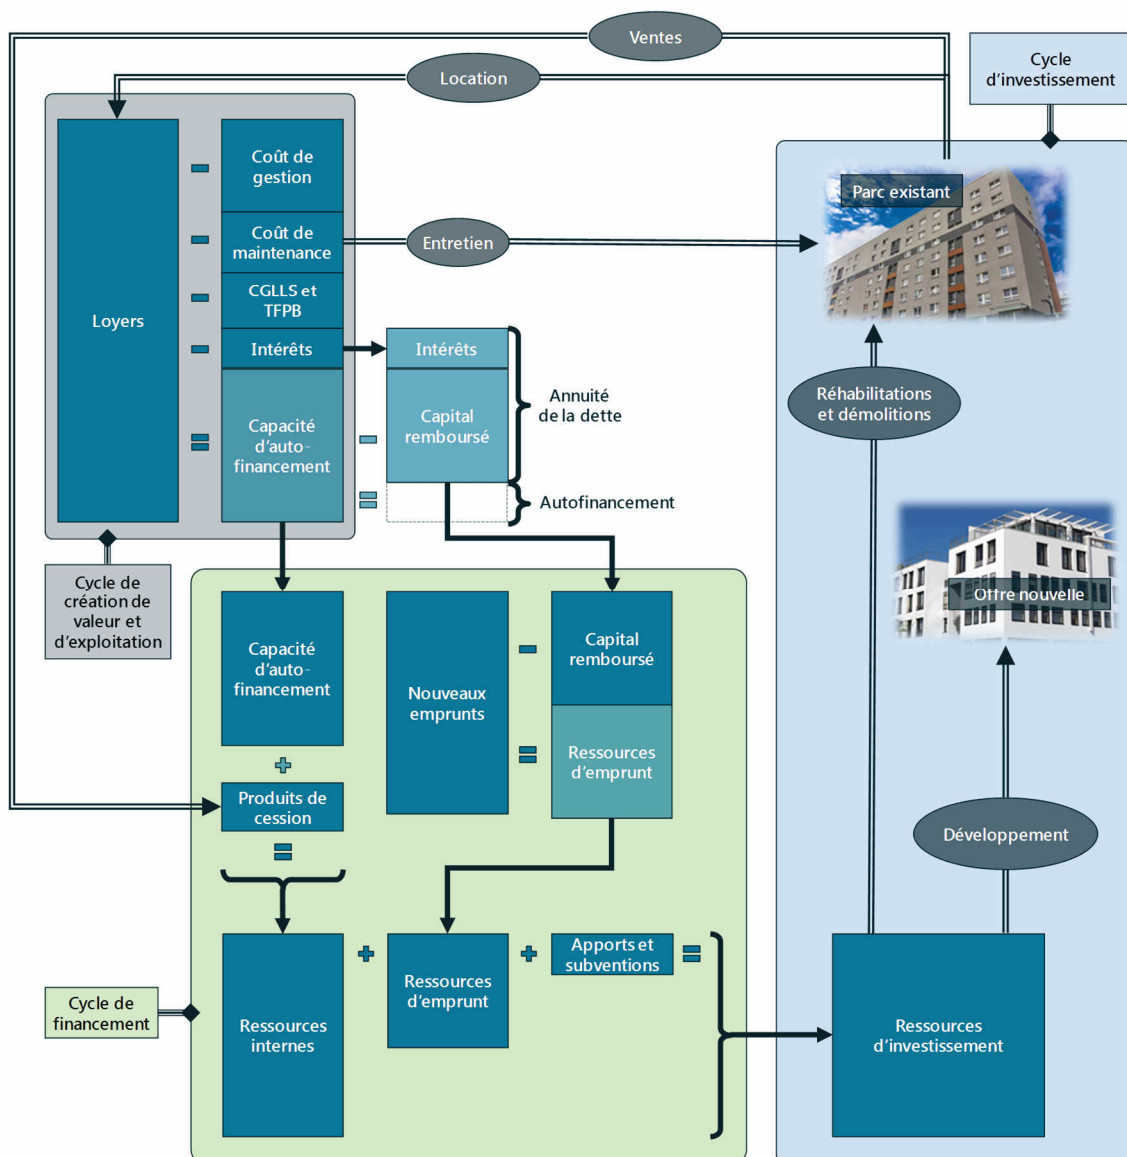 Ventes
Location
Cycle
d'investissement
Loyers
Coût de
gestion
Coût de
maintenance
CGLLS et
TFPB
Intérêts
Capacité
d'auto-
financement
Entretien
Parc existant
Intérêts
Capital
remboursé
Annuité
de la dette
Autofinancement
Réhabilitations
et démolitions
Offre nouvelle
Cycle de
création de
valeur et
d'exploitation
Capacité
d'auto-
financement
Nouveaux
emprunts
Capital
remboursé
Ressources
d'emprunt
Produits de
cession
Développement
Cycle de
financement
Ressources
internes
Ressources
d'emprunt
Apports et
subventions
Ressources
d'investissement